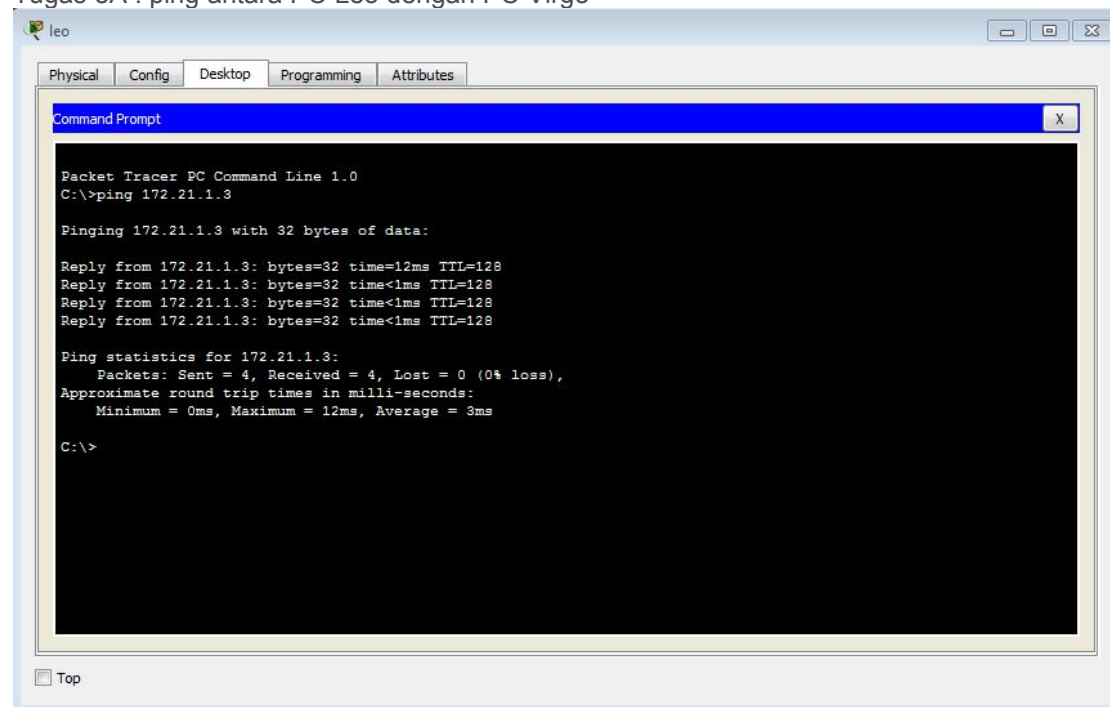 Tugas 3A : ping antara PC Leo dengan PC Virgo
leo
Physical Config Desktop Programming Attributes
Command Prompt X
Packet Tracer PC Command Line 1.0
C:\>ping 172.21.1.3
Pinging 172.21.1.3 with 32 bytes of data:
Reply from 172.21.1.3: bytes=32 time=12ms TTL=128
Reply from 172.21.1.3: bytes=32 time<1ms TTL=128
Reply from 172.21.1.3: bytes=32 time<1ms TTL=128
Reply from 172.21.1.3: bytes=32 time<1ms TTL=128
Ping statistics for 172.21.1.3:
Packets: Sent = 4, Received = 4, Lost = 0 (0% loss),
Approximate round trip times in milli-seconds:
Minimum = 0ms, Maximum = 12ms, Average = 3ms
C:\>
Top